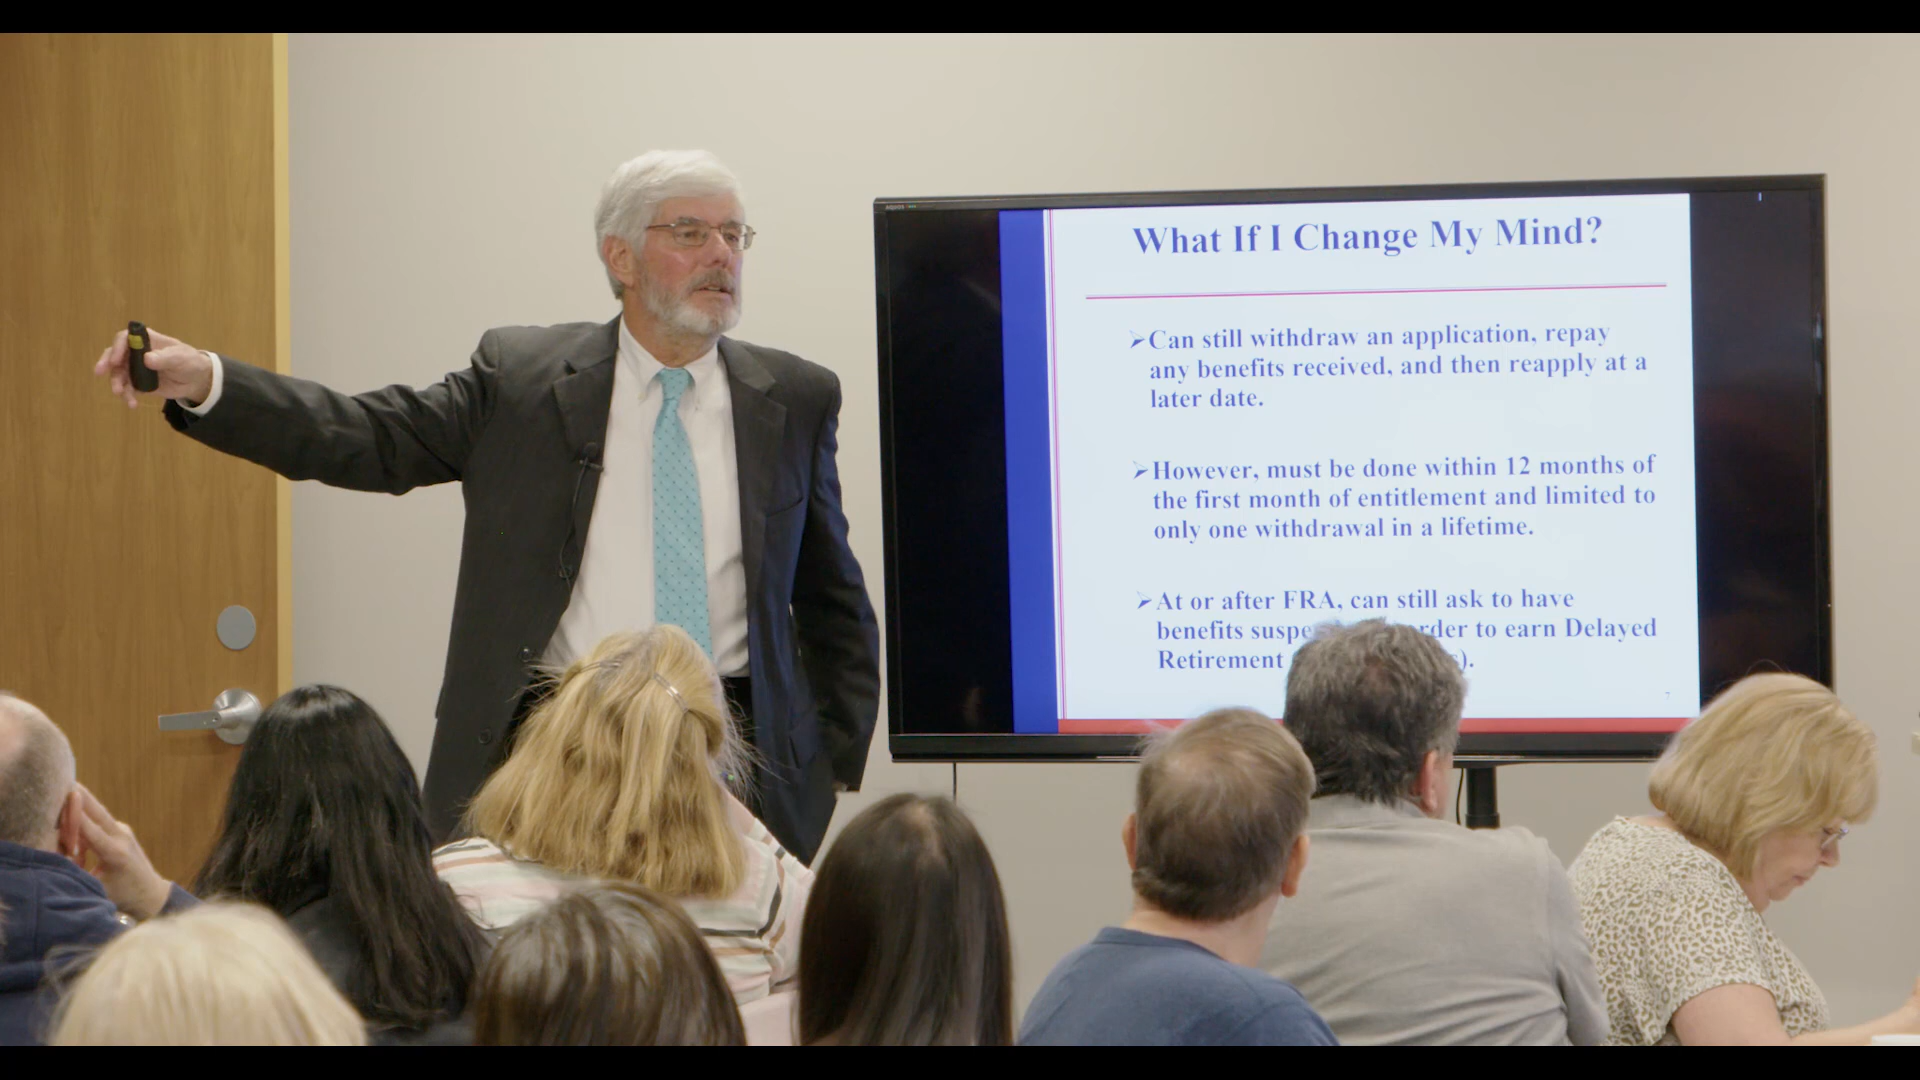 What If I Change My Mind?
➢Can still withdraw an application, repay
any benefits received, and then reapply at a
later date.
➢However, must be done within 12 months of
the first month of entitlement and limited to
only one withdrawal in a lifetime.
➢At or after FRA, can still ask to have
benefits order to earn Delayed
Retirement
7